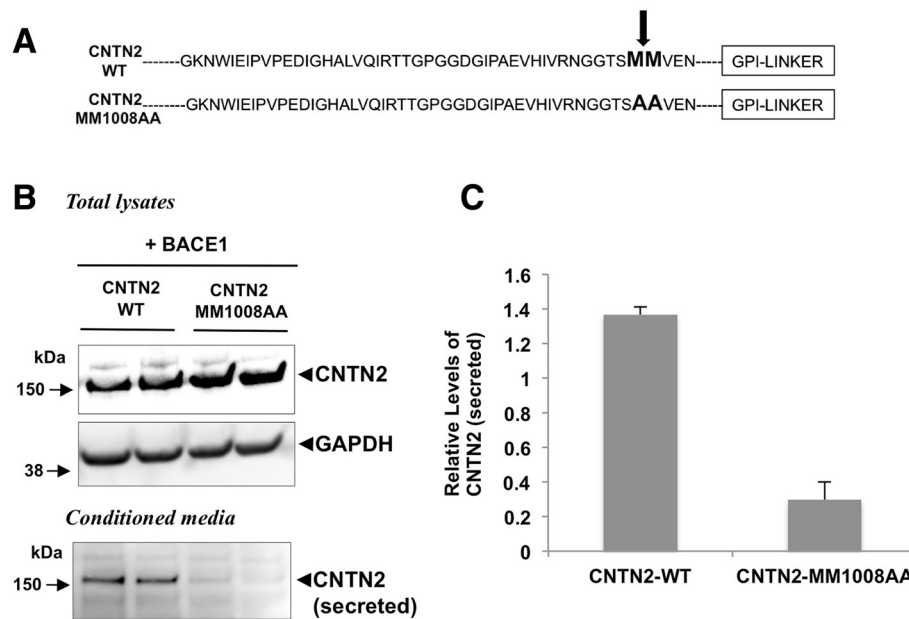 A
CNTN2 WT -------GKNWIEIPVPEDIGHALVQIRTTGPGGDGIPAEVHIVRNGGTSMMVEN----- GPI-LINKER
CNTN2 MM1008AA -------GKNWIEIPVPEDIGHALVQIRTTGPGGDGIPAEVHIVRNGGTSAAVEN----- GPI-LINKER
B
Total lysates
+ BACE1
CNTN2 WT
CNTN2 MM1008AA
kDa
150
CNTN2
GAPDH
38
Conditioned media
kDa
150
CNTN2
(secreted)
C
Relative Levels of
CNTN2 (secreted)
1.6
1.4
1.2
1
0.8
0.6
0.4
0.2
0
CNTN2-WT
CNTN2-MM1008AA